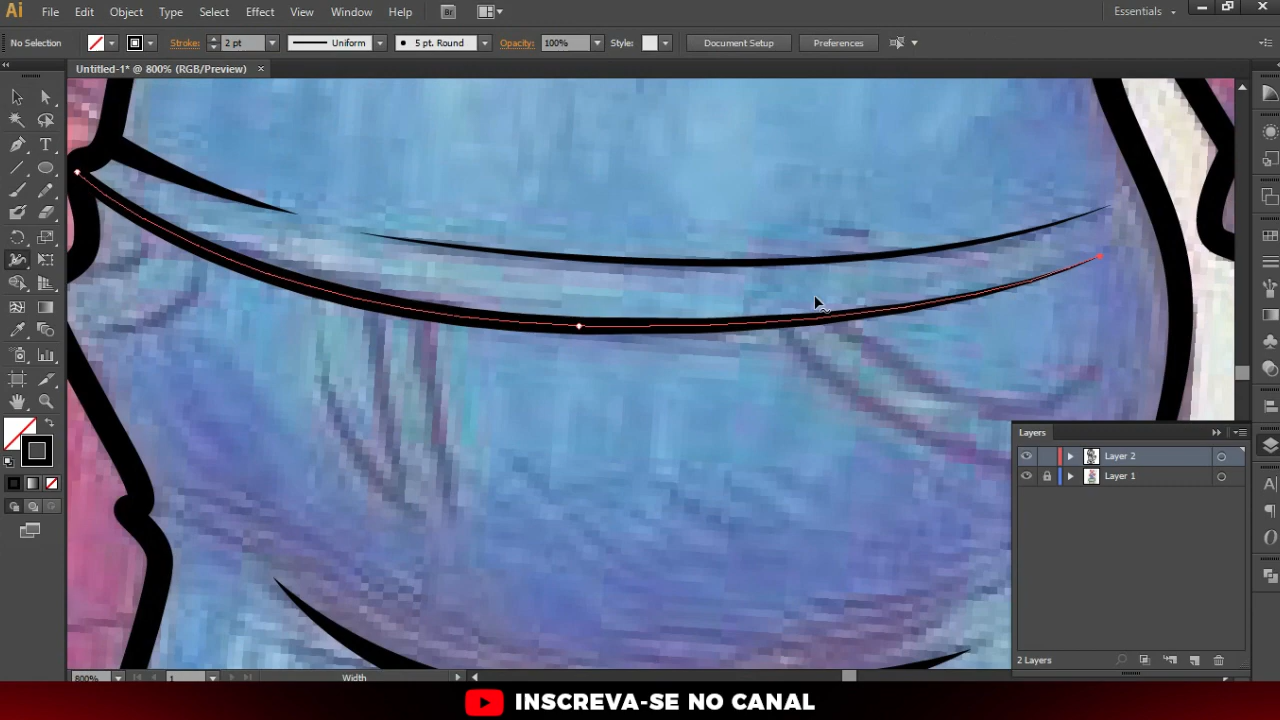 Ai File Edit Object Type Select Effect View Window Help Br Essentials
No Selection Stroke: 2 pt Uniform 5 pt. Round Opacity: 100% Style: Document Setup Preferences
Untitled-1* @ 800% (RGB/Preview) ×
Layers
Layer 2
Layer 1
2 Layers
800% 1 Width
INSCREVA-SE NO CANAL